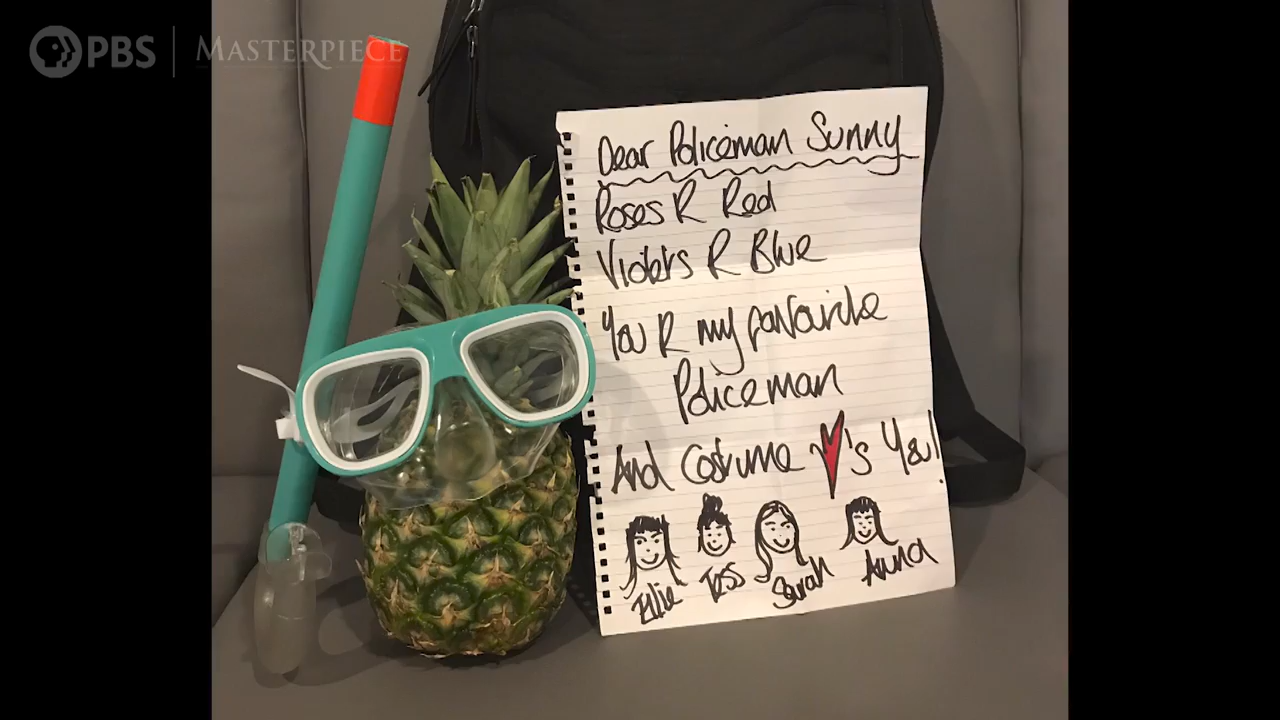 PBS | MASTERPIECE
Dear Policeman Sunny
Roses R Red
Violets R Blue
You R my favourite
Policeman
And Costume ♥'s You!
Ellie Tess Sarah Anna